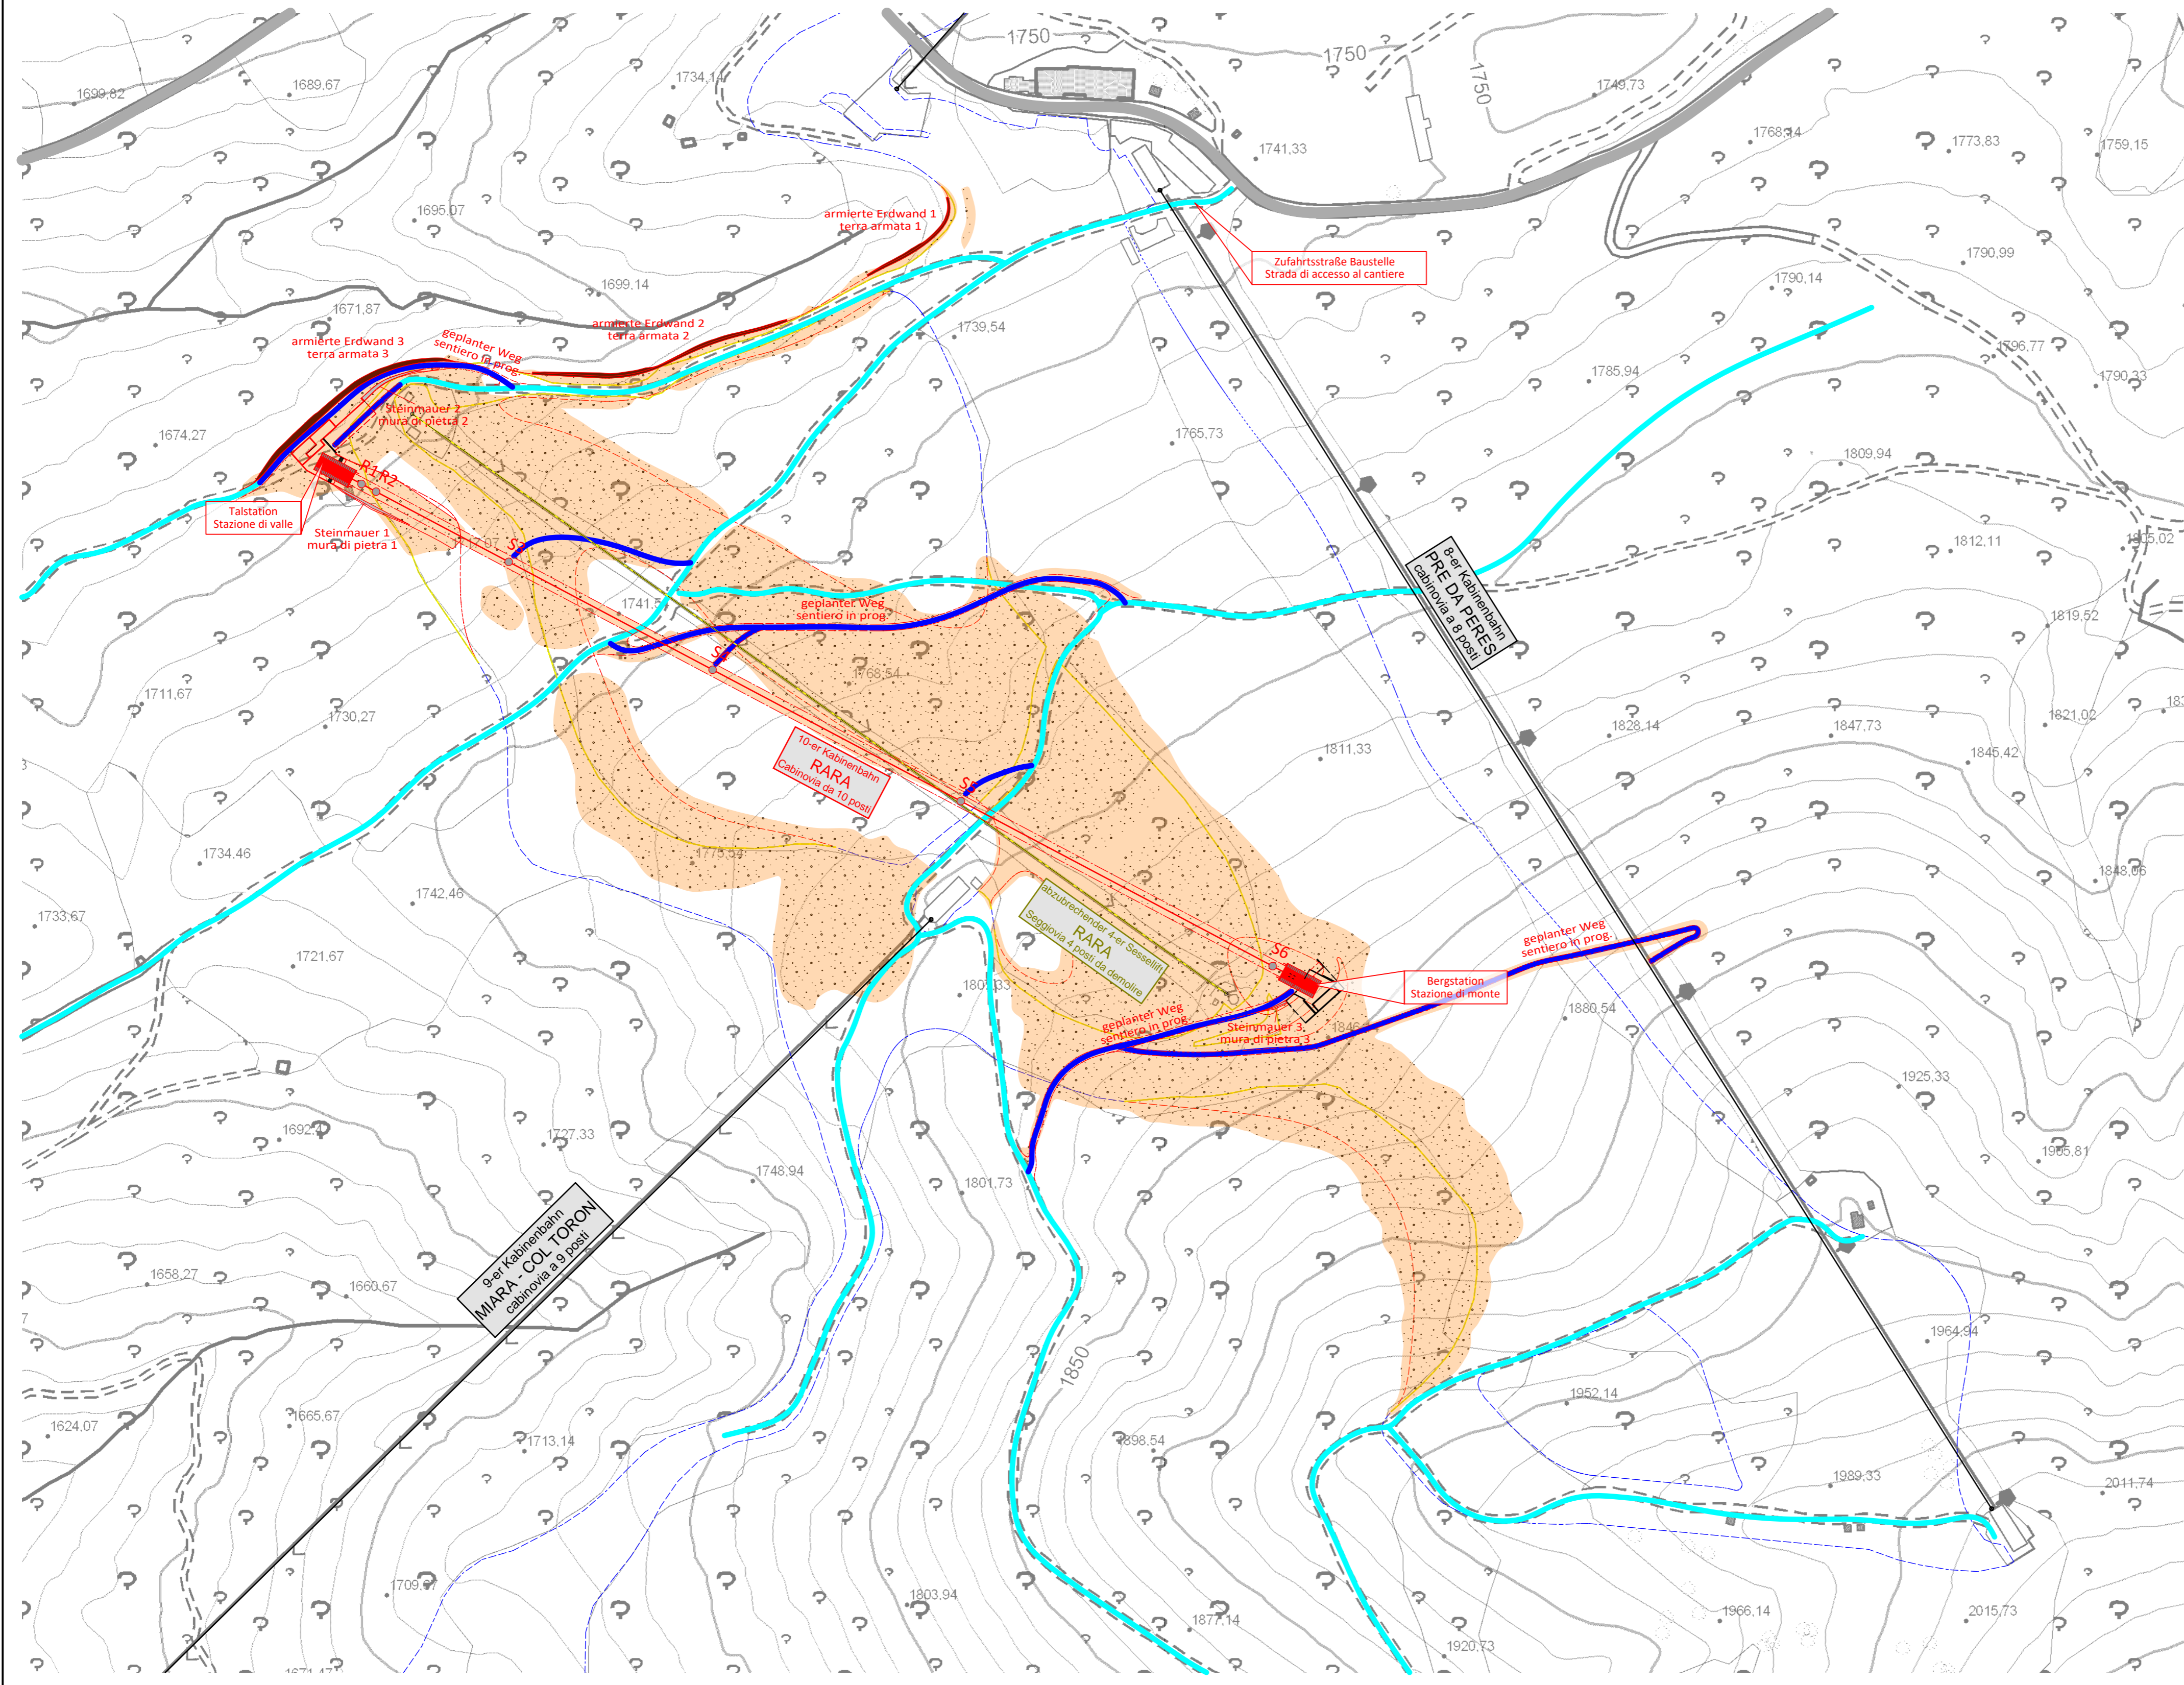 1750
1750
1750
1734,14
1699,82
1689,67
1749,73
1768,14
1773,83
1759,15
1741,33
1695,07
armierte Erdwand 1
terra armata 1
Zufahrtsstraße Baustelle
Strada di accesso al cantiere
1790,99
1790,14
1699,14
1671,87
armierte Erdwand 2
terra armata 2
armierte Erdwand 3
terra armata 3
geplanter Weg
sentiero in prog.
1739,54
1796,77
1785,94
1790,33
Steinmauer 2
mura di pietra 2
1674,27
1765,73
1809,94
R1
R2
Talstation
Stazione di valle
Steinmauer 1
mura di pietra 1
8-er Kabinenbahn
PRE DA PERES
cabinovia a 8 posti
1812,11
1805,02
1819,52
geplanter Weg
sentiero in prog.
1768,54
1711,67
1730,27
1821,02
1828,14
1847,73
1845,42
1811,33
10-er Kabinenbahn
RARA
Cabinovia da 10 posti
S5
1734,46
1742,46
1733,67
1848,06
abzubrechender 4-er Sessellift
RARA
Seggiovia 4 posti da demolire
geplanter Weg
sentiero in prog.
S6
Bergstation
Stazione di monte
1721,67
1880,54
geplanter Weg
sentiero in prog.
Steinmauer 3
mura di pietra 3
1925,33
1727,33
1748,94
1801,73
9-er Kabinenbahn
MIARA - COL TORON
cabinovia a 9 posti
1658,27
1660,67
1964,94
1850
1952,14
1624,07
1665,67
1713,14
1898,54
1989,33
2011,74
1803,94
1877,14
1966,14
2015,73
1920,73